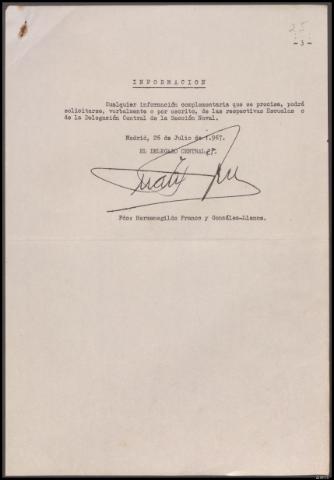 25
- 3 -
I N F O R M A C I O N
Cualquier información complementaria que se precise, podrá
solicitarse, verbalmente o por escrito, de las respectivas Escuelas o
de la Delegación Central de la Sección Naval.
Madrid, 26 de Julio de 1.967.
EL DELEGADO CENTRAL
Fdo: Hermenegildo Franco y González-Llanos.